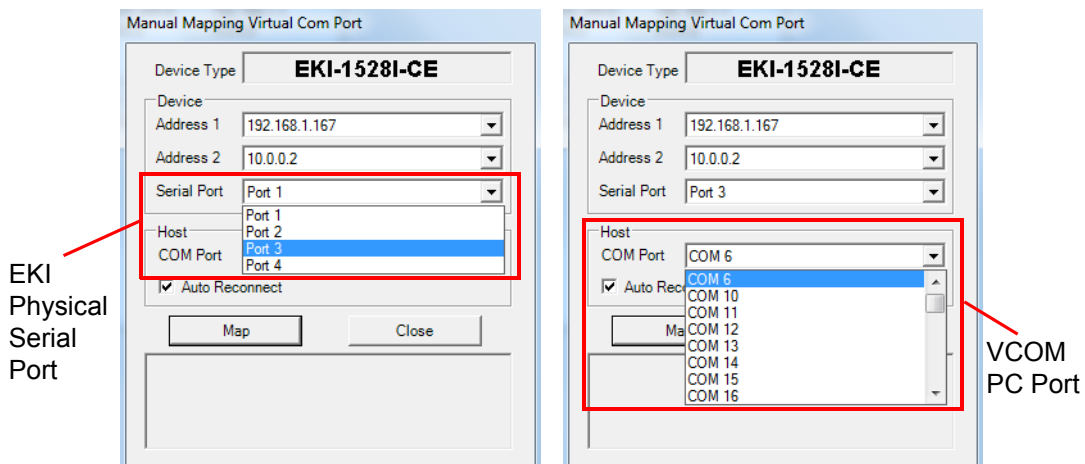 Manual Mapping Virtual Com Port
Device Type EKI-1528I-CE
Device
Address 1 192.168.1.167
Address 2 10.0.0.2
Serial Port Port 1
Port 1
Port 2
Port 3
Port 4
Host
COM Port
Auto Reconnect
Map Close
EKI
Physical
Serial
Port
Manual Mapping Virtual Com Port
Device Type EKI-1528I-CE
Device
Address 1 192.168.1.167
Address 2 10.0.0.2
Serial Port Port 3
Host
COM Port COM 6
Auto Rec
COM 6
COM 10
COM 11
COM 12
COM 13
COM 14
COM 15
COM 16
Ma
VCOM
PC Port